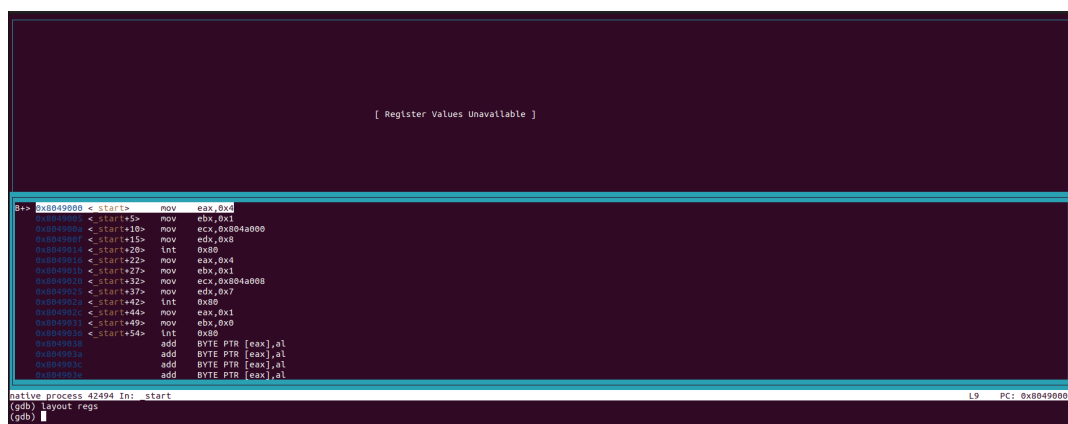 [ Register Values Unavailable ]
B+> 0x8049000 <_start> mov eax,0x4
0x8049005 <_start+5> mov ebx,0x1
0x804900a <_start+10> mov ecx,0x804a000
0x804900f <_start+15> mov edx,0x8
0x8049014 <_start+20> int 0x80
0x8049016 <_start+22> mov eax,0x4
0x804901b <_start+27> mov ebx,0x1
0x8049020 <_start+32> mov ecx,0x804a008
0x8049025 <_start+37> mov edx,0x7
0x804902a <_start+42> int 0x80
0x804902c <_start+44> mov eax,0x1
0x8049031 <_start+49> mov ebx,0x0
0x8049036 <_start+54> int 0x80
0x8049038 add BYTE PTR [eax],al
0x804903a add BYTE PTR [eax],al
0x804903c add BYTE PTR [eax],al
0x804903e add BYTE PTR [eax],al
native process 42494 In: _start L9 PC: 0x8049000
(gdb) layout regs
(gdb)